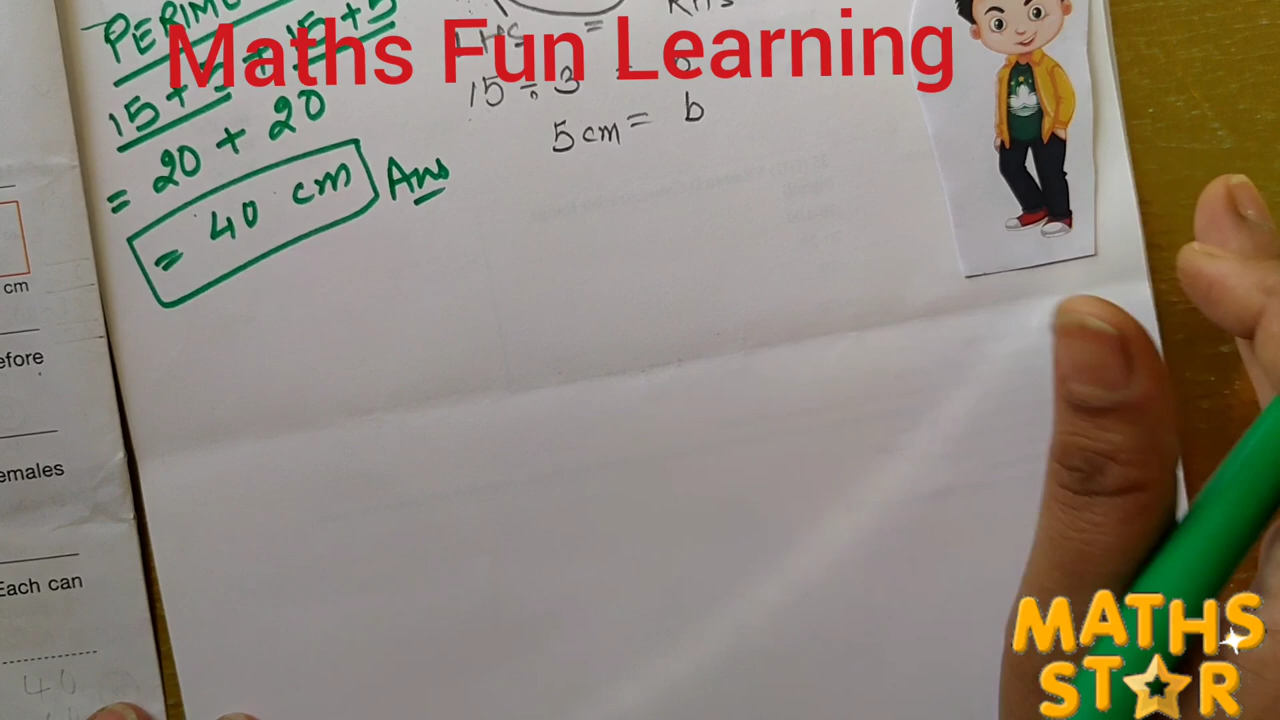 Maths Fun Learning
15 + 5
15 + 5
= 20 + 20
= 40 cm Ans
RHS
15 ÷ 3 =
5 cm = b
cm
efore
emales
Each can
MATHS
STAR